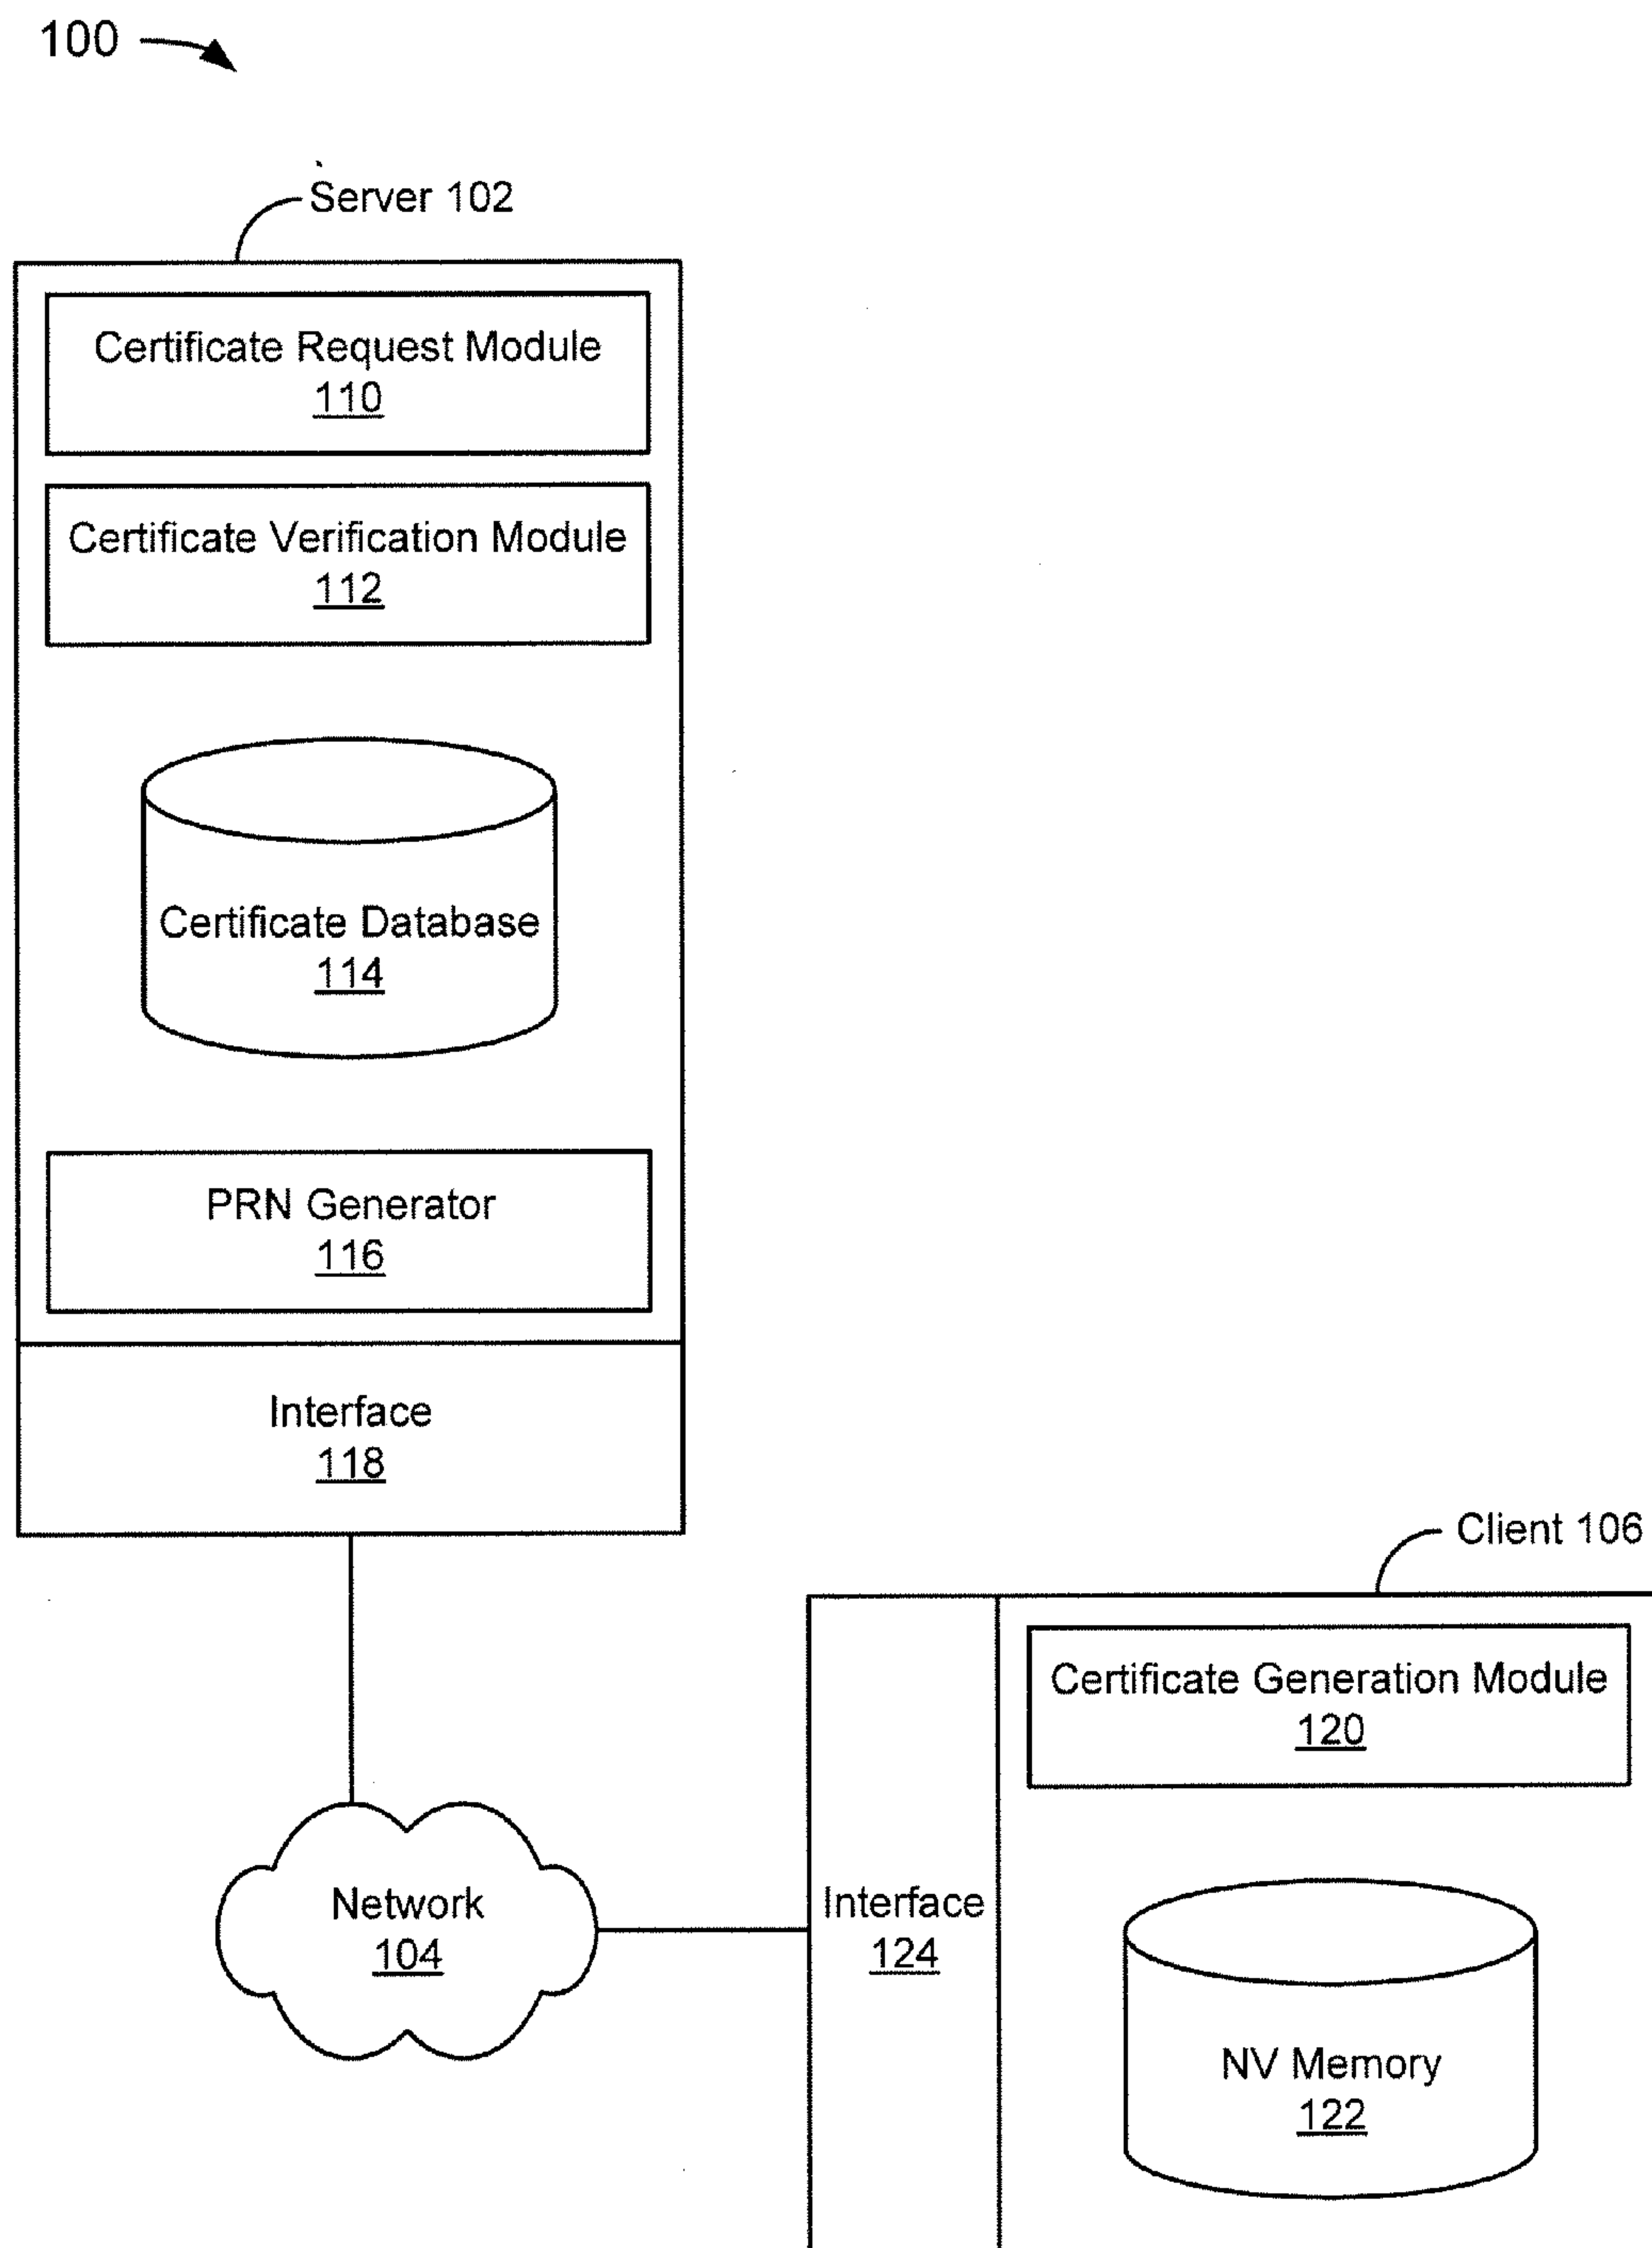 100
Server 102
Certificate Request Module
110
Certificate Verification Module
112
Certificate Database
114
PRN Generator
116
Interface
118
Client 106
Certificate Generation Module
120
Network
104
Interface
124
NV Memory
122